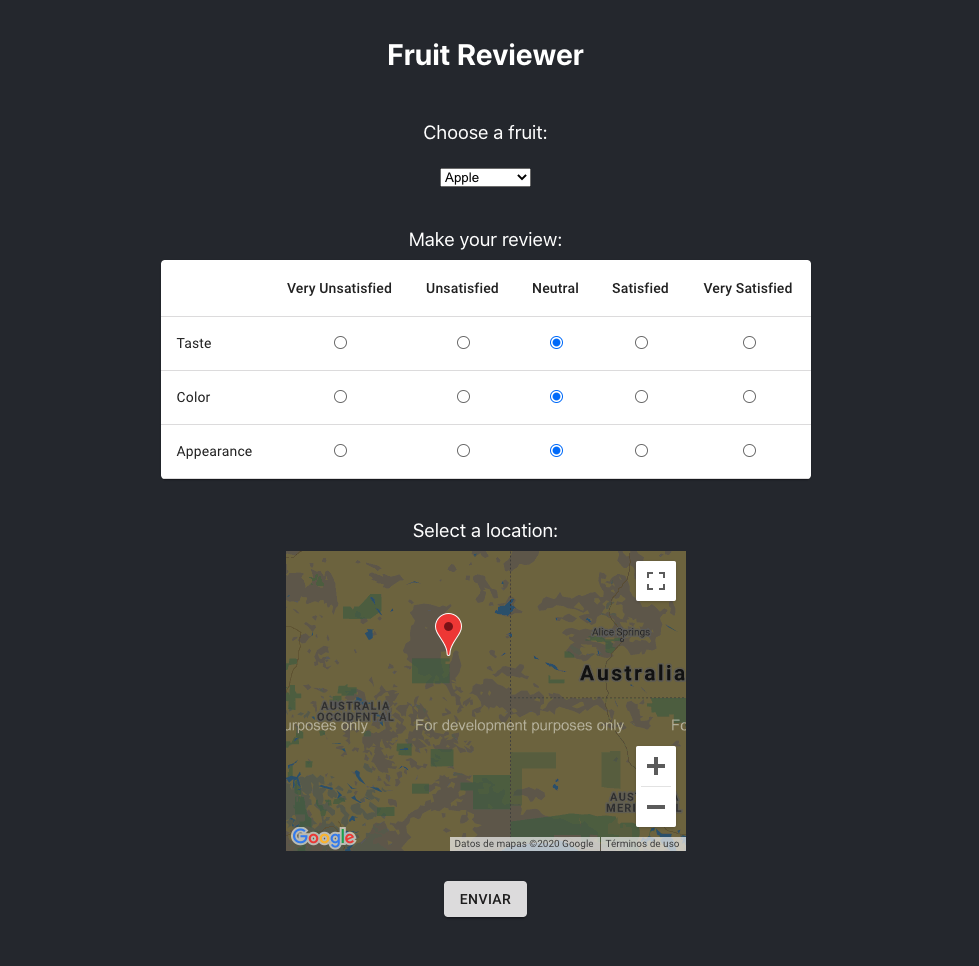 Fruit Reviewer
Choose a fruit:
Apple
Make your review:
Very Unsatisfied Unsatisfied Neutral Satisfied Very Satisfied
Taste
Color
Appearance
Select a location:
Alice Springs
Australia
AUSTRALIA
OCCIDENTAL
urposes only For development purposes only Fo
AUS
MERI
Google
Datos de mapas ©2020 Google Términos de uso
ENVIAR